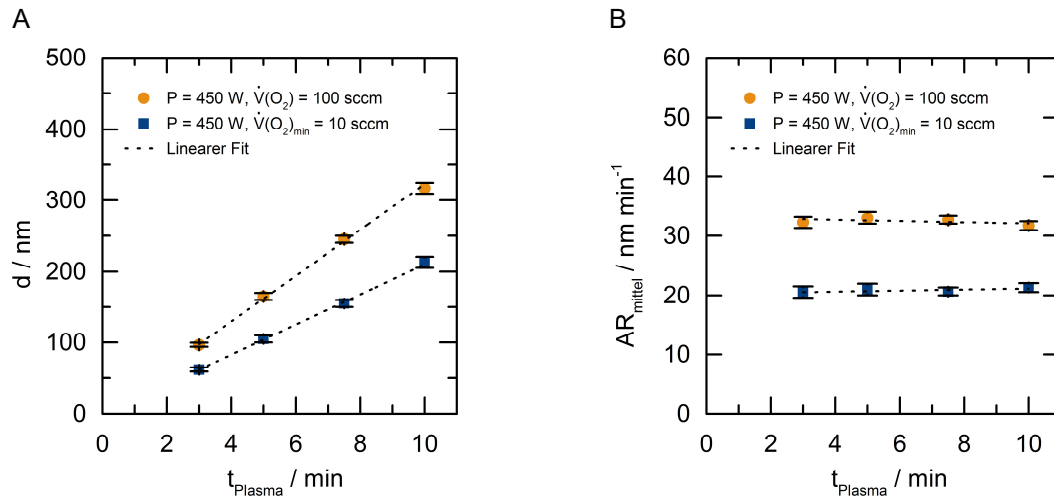 A
500
400
300
200
100
0
d / nm
P = 450 W, V̇(O₂) = 100 sccm
P = 450 W, V̇(O₂)min = 10 sccm
Linearer Fit
0 2 4 6 8 10
tPlasma / min
B
60
50
40
30
20
10
0
ARmittel / nm min⁻¹
P = 450 W, V̇(O₂) = 100 sccm
P = 450 W, V̇(O₂)min = 10 sccm
Linearer Fit
0 2 4 6 8 10
tPlasma / min